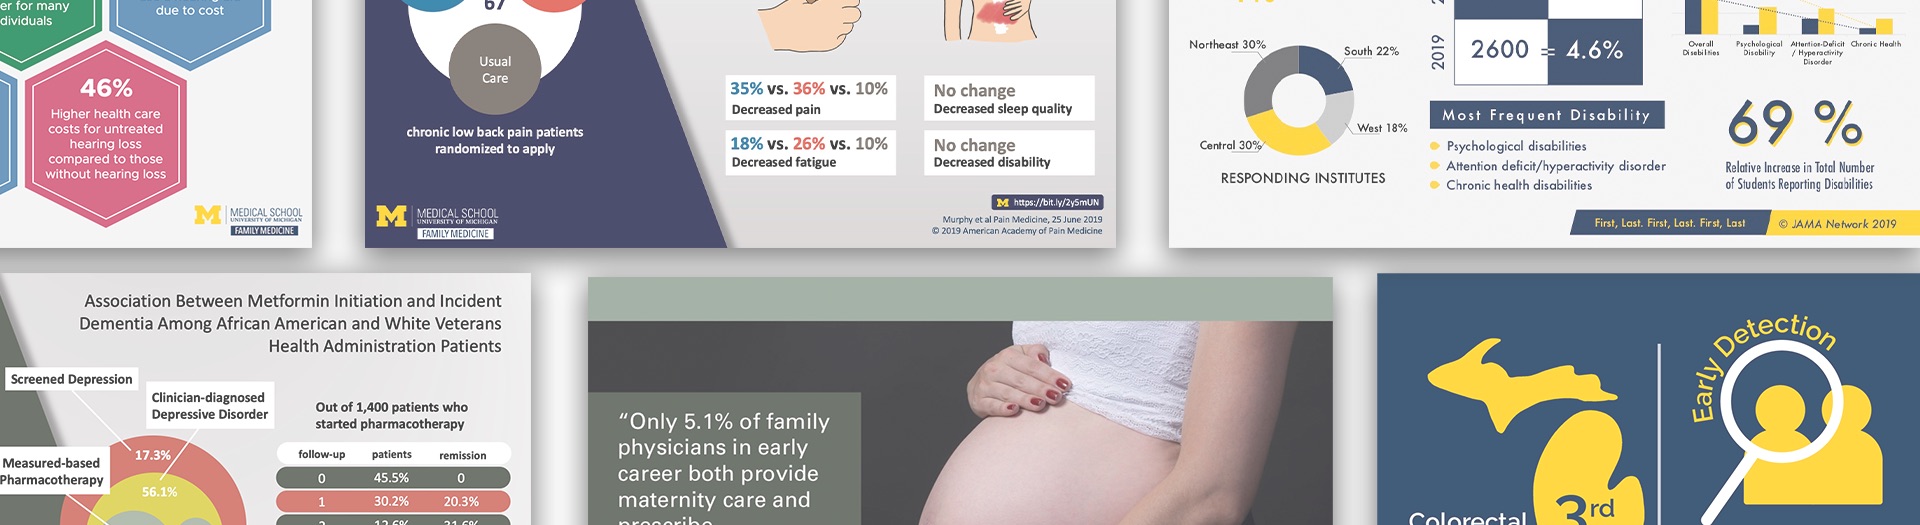 er for many
dividuals
due to cost
46%
Higher health care
costs for untreated
hearing loss
compared to those
without hearing loss
M MEDICAL SCHOOL
UNIVERSITY OF MICHIGAN
FAMILY MEDICINE
67
Usual
Care
chronic low back pain patients
randomized to apply
M MEDICAL SCHOOL
UNIVERSITY OF MICHIGAN
FAMILY MEDICINE
35% vs. 36% vs. 10%
Decreased pain
No change
Decreased sleep quality
18% vs. 26% vs. 10%
Decreased fatigue
No change
Decreased disability
M https://bit.ly/2y5mUN
Murphy et al Pain Medicine, 25 June 2019
© 2019 American Academy of Pain Medicine
Northeast 30%
South 22%
West 18%
Central 30%
RESPONDING INSTITUTES
2019
2600 = 4.6%
Most Frequent Disability
Psychological disabilities
Attention deficit/hyperactivity disorder
Chronic health disabilities
Overall
Disabilities
Psychological
Disability
Attention-Deficit
/ Hyperactivity
Disorder
Chronic Health
69 %
Relative Increase in Total Number
of Students Reporting Disabilities
First, Last. First, Last. First, Last
© JAMA Network 2019
Association Between Metformin Initiation and Incident
Dementia Among African American and White Veterans
Health Administration Patients
Screened Depression
Clinician-diagnosed
Depressive Disorder
Measured-based
Pharmacotherapy
17.3%
56.1%
Out of 1,400 patients who
started pharmacotherapy
follow-up patients remission
0 45.5% 0
1 30.2% 20.3%
2 12.6% 31.6%
“Only 5.1% of family
physicians in early
career both provide
maternity care and
prescribe
Early Detection
3rd
Colorectal